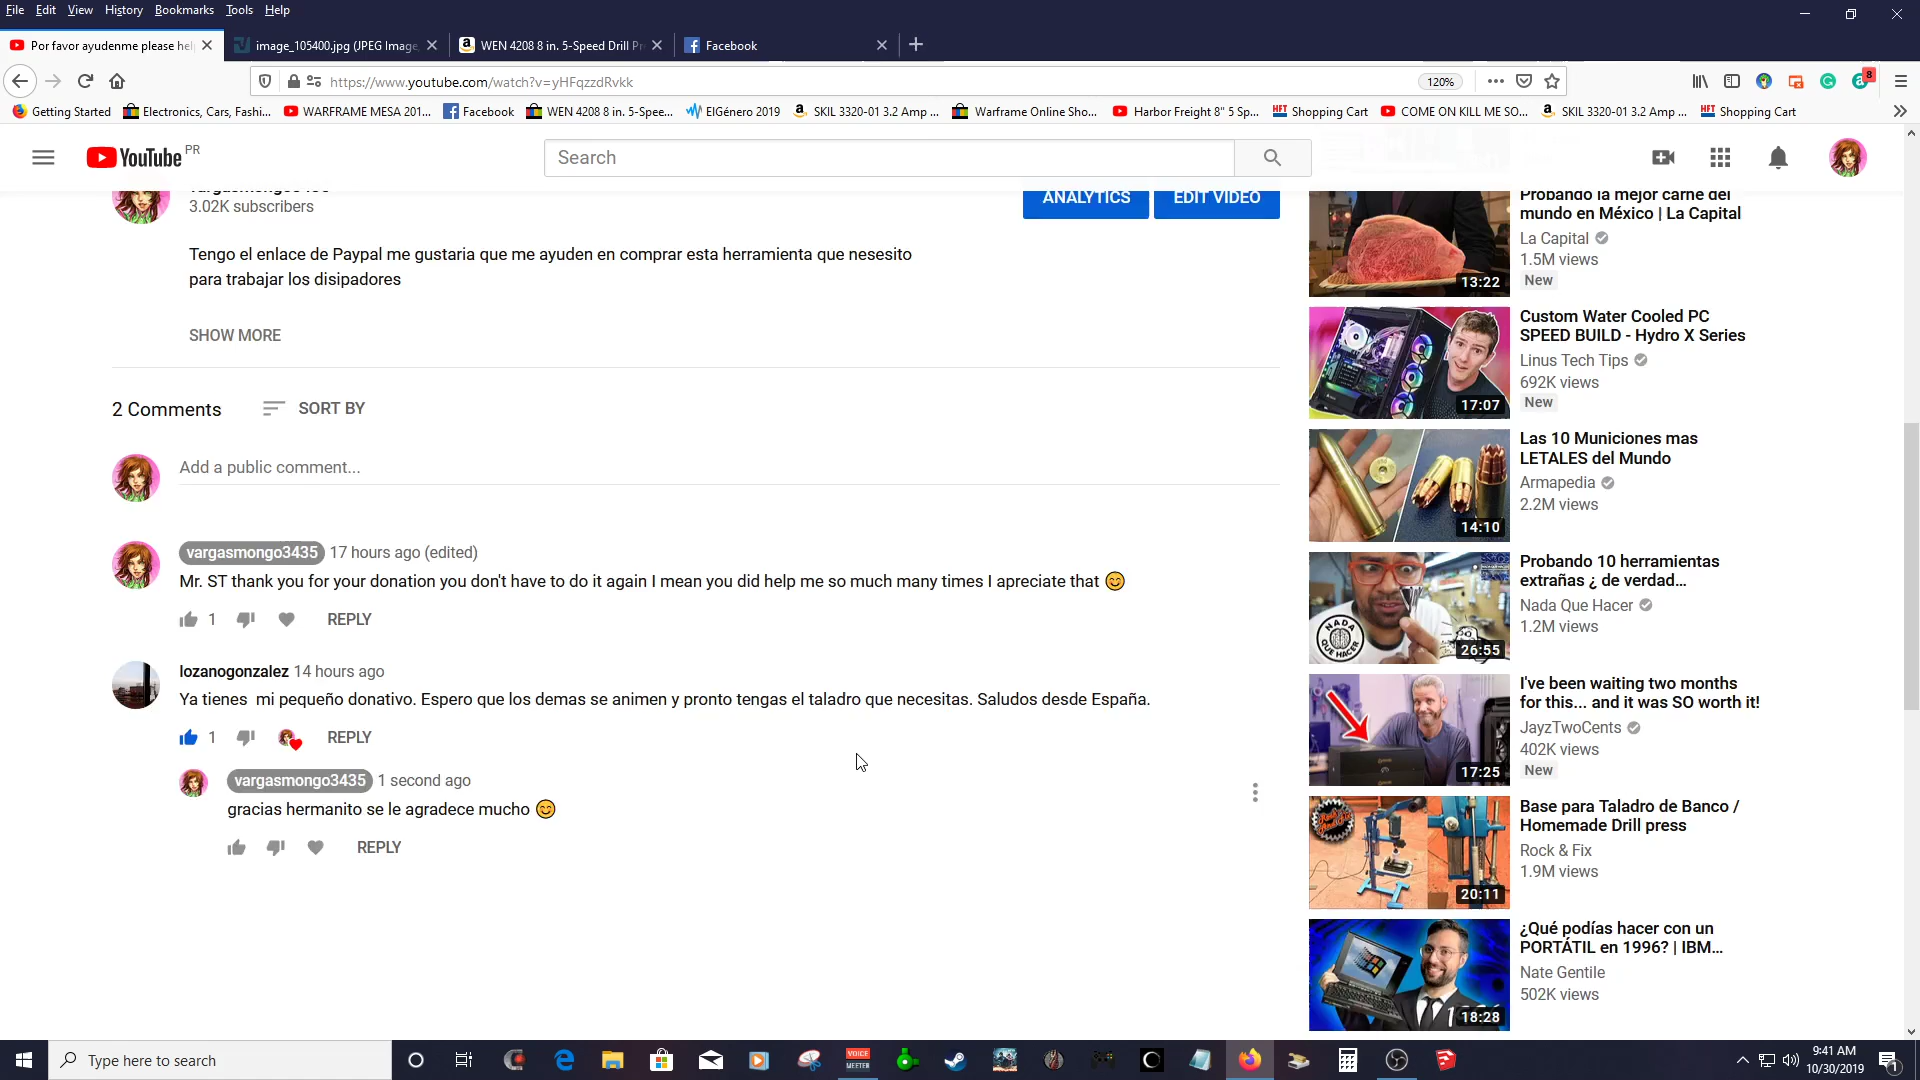 File Edit View History Bookmarks Tools Help
Por favor ayudenme please hel
image_105400.jpg (JPEG Image,
WEN 4208 8 in. 5-Speed Drill Pr
Facebook
https://www.youtube.com/watch?v=yHFqzzdRvkk
120%
8
Getting Started
Electronics, Cars, Fashi...
WARFRAME MESA 201...
Facebook
WEN 4208 8 in. 5-Spee...
ElGénero 2019
SKIL 3320-01 3.2 Amp ...
Warframe Online Sho...
Harbor Freight 8" 5 Sp...
HFT Shopping Cart
COME ON KILL ME SO...
SKIL 3320-01 3.2 Amp ...
HFT Shopping Cart
YouTube PR
Search
3.02K subscribers
ANALYTICS
EDIT VIDEO
Tengo el enlace de Paypal me gustaria que me ayuden en comprar esta herramienta que nesesito
para trabajar los disipadores
SHOW MORE
2 Comments
SORT BY
Add a public comment...
vargasmongo3435 17 hours ago (edited)
Mr. ST thank you for your donation you don't have to do it again I mean you did help me so much many times I apreciate that 😊
1 REPLY
lozanogonzalez 14 hours ago
Ya tienes mi pequeño donativo. Espero que los demas se animen y pronto tengas el taladro que necesitas. Saludos desde España.
1 REPLY
vargasmongo3435 1 second ago
gracias hermanito se le agradece mucho 😊
REPLY
Probando la mejor carne del
mundo en México | La Capital
La Capital
1.5M views
New
13:22
Custom Water Cooled PC
SPEED BUILD - Hydro X Series
Linus Tech Tips
692K views
New
17:07
Las 10 Municiones mas
LETALES del Mundo
Armapedia
2.2M views
14:10
Probando 10 herramientas
extrañas ¿ de verdad...
Nada Que Hacer
1.2M views
NADA
QUE HACER
26:55
I've been waiting two months
for this... and it was SO worth it!
JayzTwoCents
402K views
New
17:25
Base para Taladro de Banco /
Homemade Drill press
Rock & Fix
1.9M views
20:11
¿Qué podías hacer con un
PORTÁTIL en 1996? | IBM...
Nate Gentile
502K views
18:28
Type here to search
VOICE
MEETER
9:41 AM
10/30/2019
1